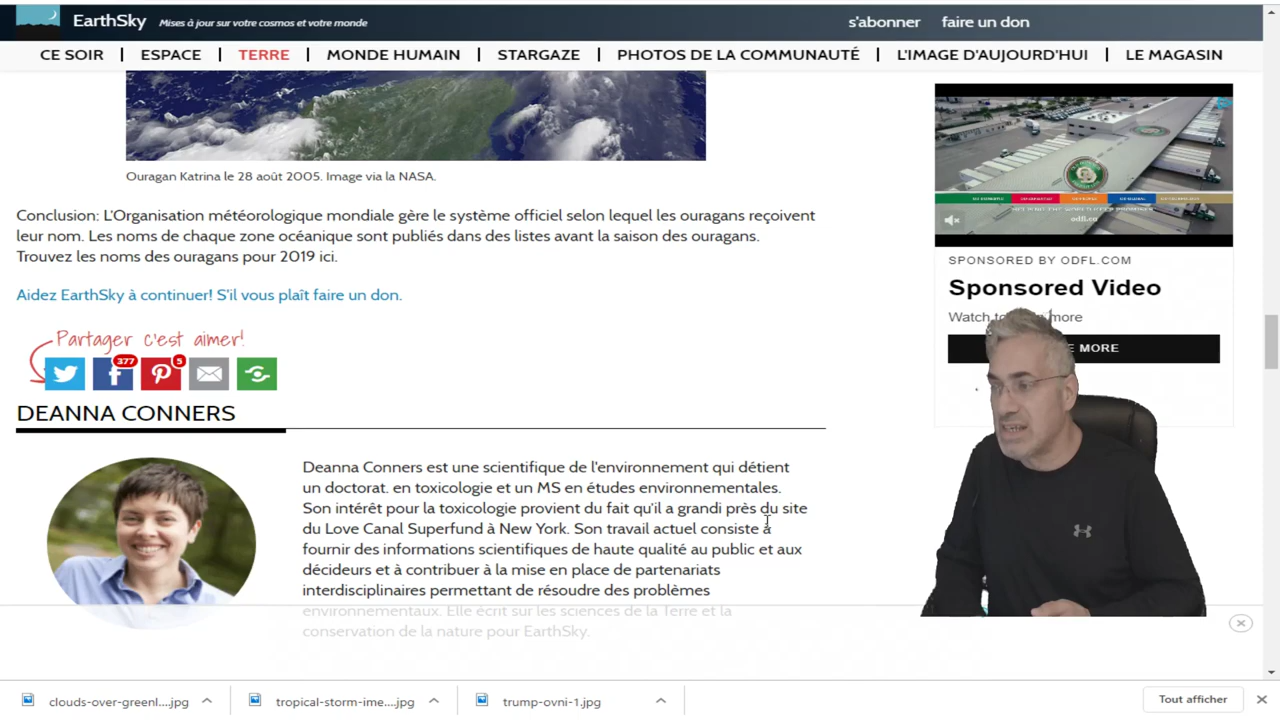 EarthSky Mises à jour sur votre cosmos et votre monde
s'abonner faire un don
CE SOIR | ESPACE | TERRE | MONDE HUMAIN | STARGAZE | PHOTOS DE LA COMMUNAUTÉ | L'IMAGE D'AUJOURD'HUI | LE MAGASIN
Ouragan Katrina le 28 août 2005. Image via la NASA.
Conclusion: L'Organisation météorologique mondiale gère le système officiel selon lequel les ouragans reçoivent
leur nom. Les noms de chaque zone océanique sont publiés dans des listes avant la saison des ouragans.
Trouvez les noms des ouragans pour 2019 ici.
Aidez EarthSky à continuer! S'il vous plaît faire un don.
Partager c'est aimer!
377
5
DEANNA CONNERS
Deanna Conners est une scientifique de l'environnement qui détient
un doctorat. en toxicologie et un MS en études environnementales.
Son intérêt pour la toxicologie provient du fait qu'il a grandi près du site
du Love Canal Superfund à New York. Son travail actuel consiste à
fournir des informations scientifiques de haute qualité au public et aux
décideurs et à contribuer à la mise en place de partenariats
interdisciplinaires permettant de résoudre des problèmes
environnementaux. Elle écrit sur les sciences de la Terre et la
conservation de la nature pour EarthSky.
odfl.com
SPONSORED BY ODFL.COM
Sponsored Video
Watch to more
MORE
clouds-over-greenl....jpg
tropical-storm-ime....jpg
trump-ovni-1.jpg
Tout afficher